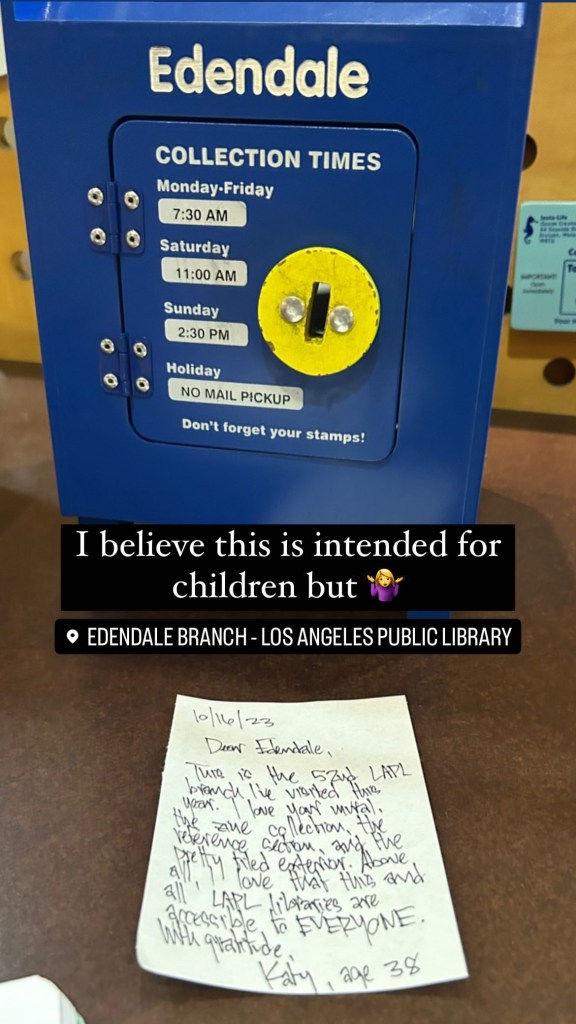 Edendale
COLLECTION TIMES
Monday-Friday
7:30 AM
Saturday
11:00 AM
Sunday
2:30 PM
Holiday
NO MAIL PICKUP
Don't forget your stamps!
IMPORTANT
I believe this is intended for
children but 🤷‍♀️
EDENDALE BRANCH - LOS ANGELES PUBLIC LIBRARY
10/16/23
Dear Edendale,
This is the 52nd LAPL
branch I've visited this
year. I love your mural,
the zine collection, the
reference section, and the
pretty tiled exterior. Above
all, I love that this and
all LAPL libraries are
accessible to EVERYONE.
With gratitude,
Katy, age 38